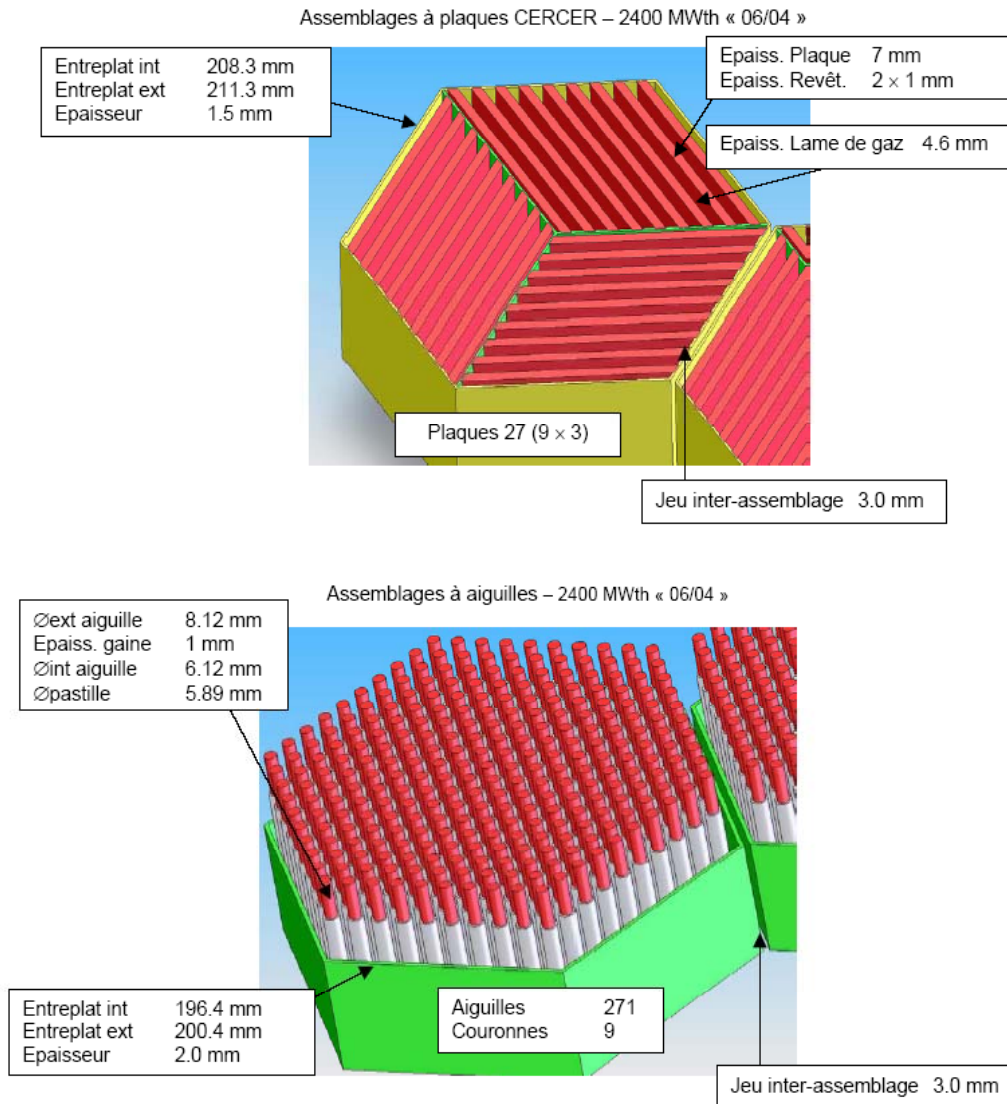 Assemblages à plaques CERCER – 2400 MWth « 06/04 »
Entreplat int 208.3 mm
Entreplat ext 211.3 mm
Epaisseur 1.5 mm
Epaiss. Plaque 7 mm
Epaiss. Revêt. 2 × 1 mm
Epaiss. Lame de gaz 4.6 mm
Plaques 27 (9 × 3)
Jeu inter-assemblage 3.0 mm
Assemblages à aiguilles – 2400 MWth « 06/04 »
∅ext aiguille 8.12 mm
Epaiss. gaine 1 mm
∅int aiguille 6.12 mm
∅pastille 5.89 mm
Entreplat int 196.4 mm
Entreplat ext 200.4 mm
Epaisseur 2.0 mm
Aiguilles 271
Couronnes 9
Jeu inter-assemblage 3.0 mm